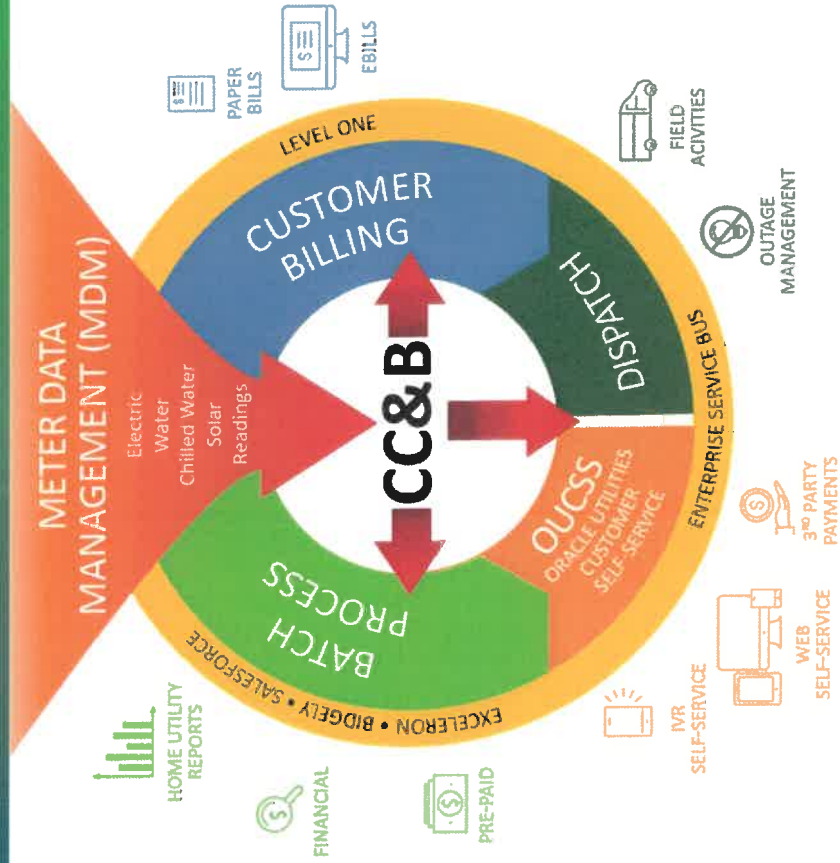 METER DATA
MANAGEMENT (MDM)
Electric
Water
Chilled Water
Solar
Readings
CC&B
LEVEL ONE
CUSTOMER
BILLING
PAPER
BILLS
EBILLS
DISPATCH
FIELD
ACIVITIES
OUTAGE
MANAGEMENT
ENTERPRISE SERVICE BUS
OUCSS
ORACLE UTILITIES
CUSTOMER
SELF-SERVICE
3RD PARTY
PAYMENTS
WEB
SELF-SERVICE
IVR
SELF-SERVICE
BATCH
PROCESS
EXCELERON • BIDGELY • SALESFORCE
HOME UTILITY
REPORTS
FINANCIAL
PRE-PAID